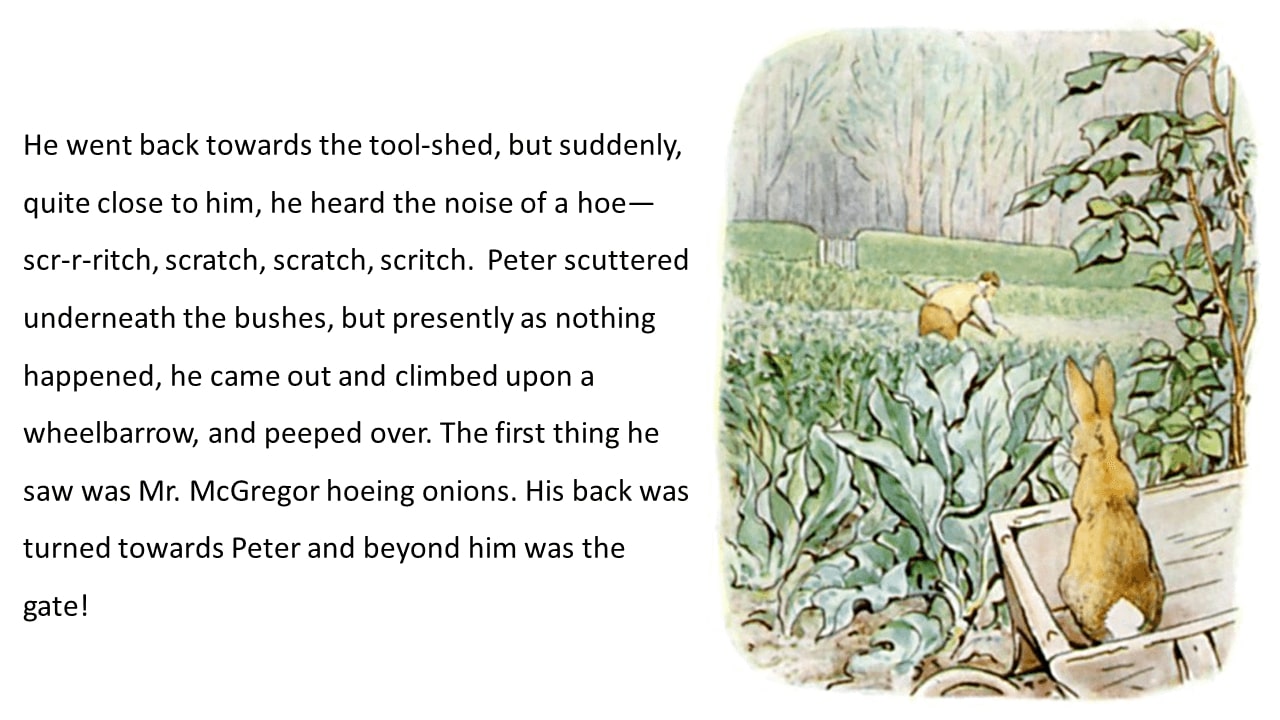 He went back towards the tool-shed, but suddenly,
quite close to him, he heard the noise of a hoe—
scr-r-ritch, scratch, scratch, scritch.  Peter scuttered
underneath the bushes, but presently as nothing
happened, he came out and climbed upon a
wheelbarrow, and peeped over. The first thing he
saw was Mr. McGregor hoeing onions. His back was
turned towards Peter and beyond him was the
gate!